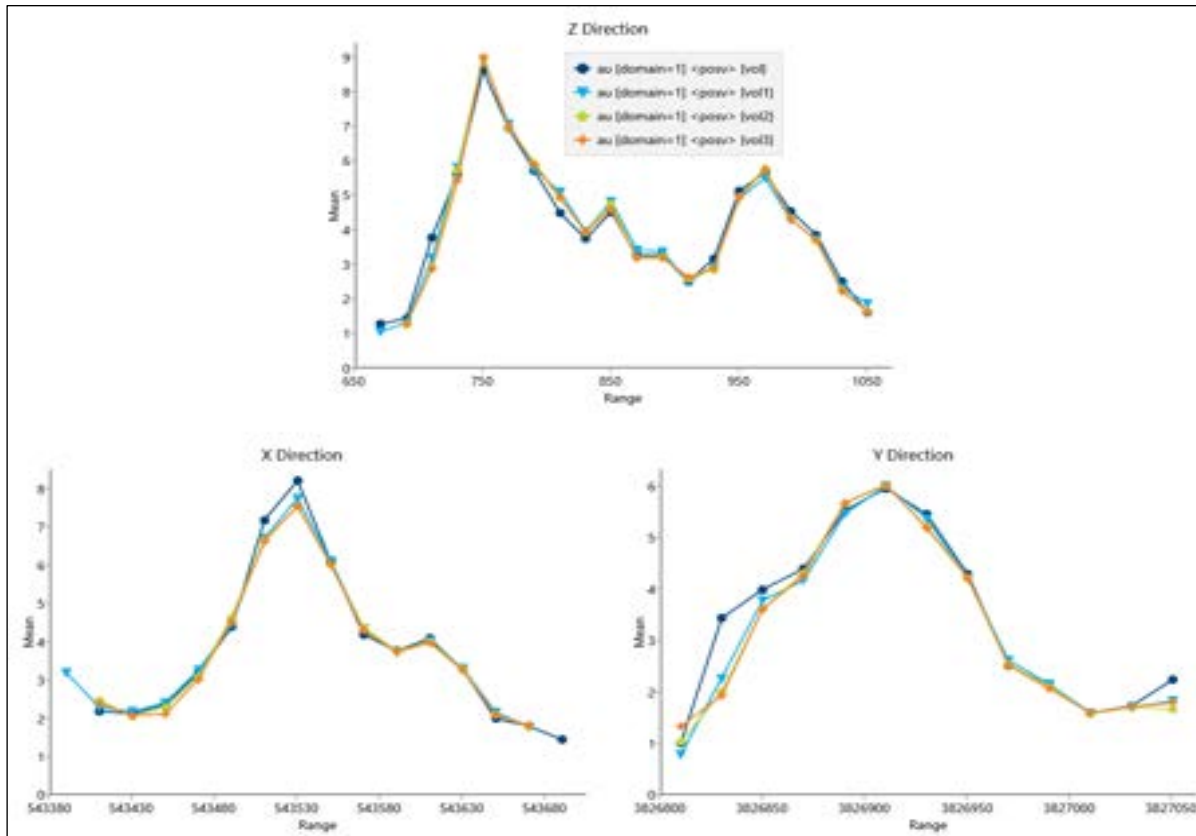 Z Direction
9
8
7
6
5
4
3
2
1
0
Mean
au [domain=1] <posv> [vol]
au [domain=1] <posv> [vol1]
au [domain=1] <posv> [vol2]
au [domain=1] <posv> [vol3]
650 750 850 950 1050
Range
X Direction
8
7
6
5
4
3
2
1
0
Mean
543380 543430 543480 543530 543580 543630 543680
Range
Y Direction
6
5
4
3
2
1
0
Mean
3826800 3826850 3826900 3826950 3827000 3827050
Range